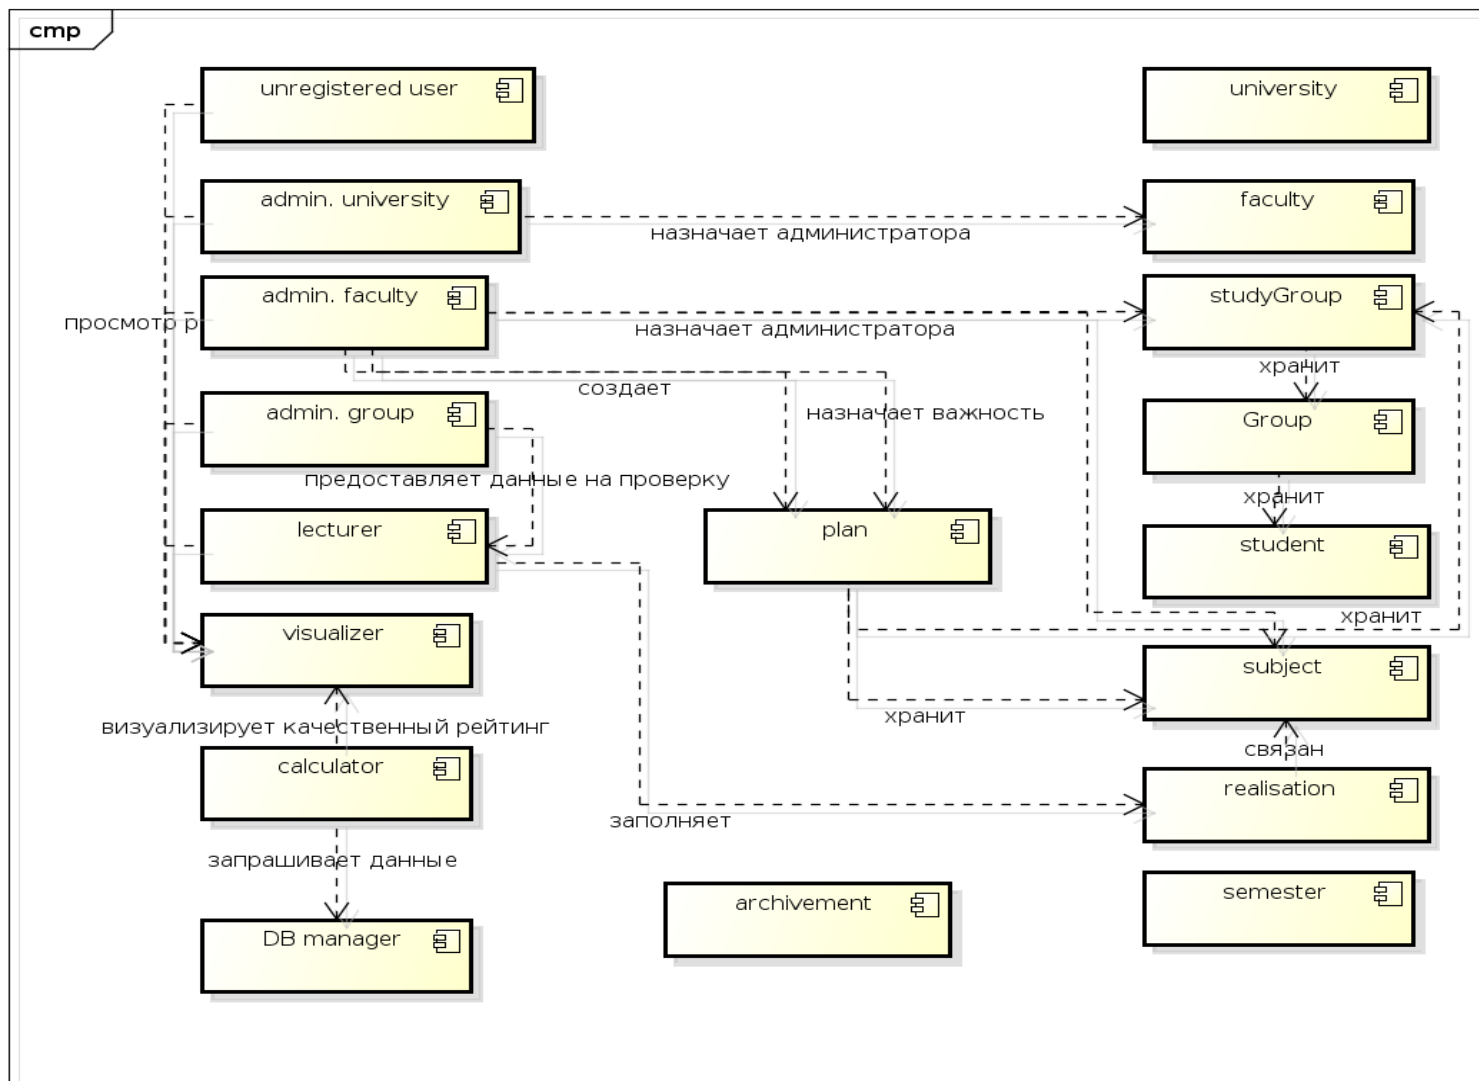 cmp
unregistered user
university
admin. university
faculty
назначает администратора
admin. faculty
studyGroup
просмотр р
назначает администратора
хранит
создает
admin. group
назначает важность
Group
предоставляет данные на проверку
хранит
lecturer
plan
student
хранит
visualizer
subject
хранит
визуализирует качественный рейтинг
связан
calculator
realisation
заполняет
запрашивает данные
archivement
semester
DB manager